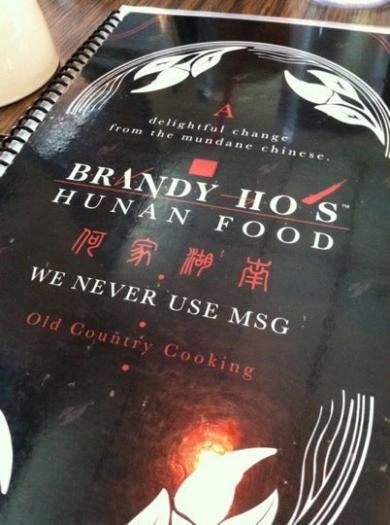 A
delightful change
from the mundane chinese.
BRANDY HO'S™
HUNAN FOOD
何家湖南
WE NEVER USE MSG
Old Country Cooking